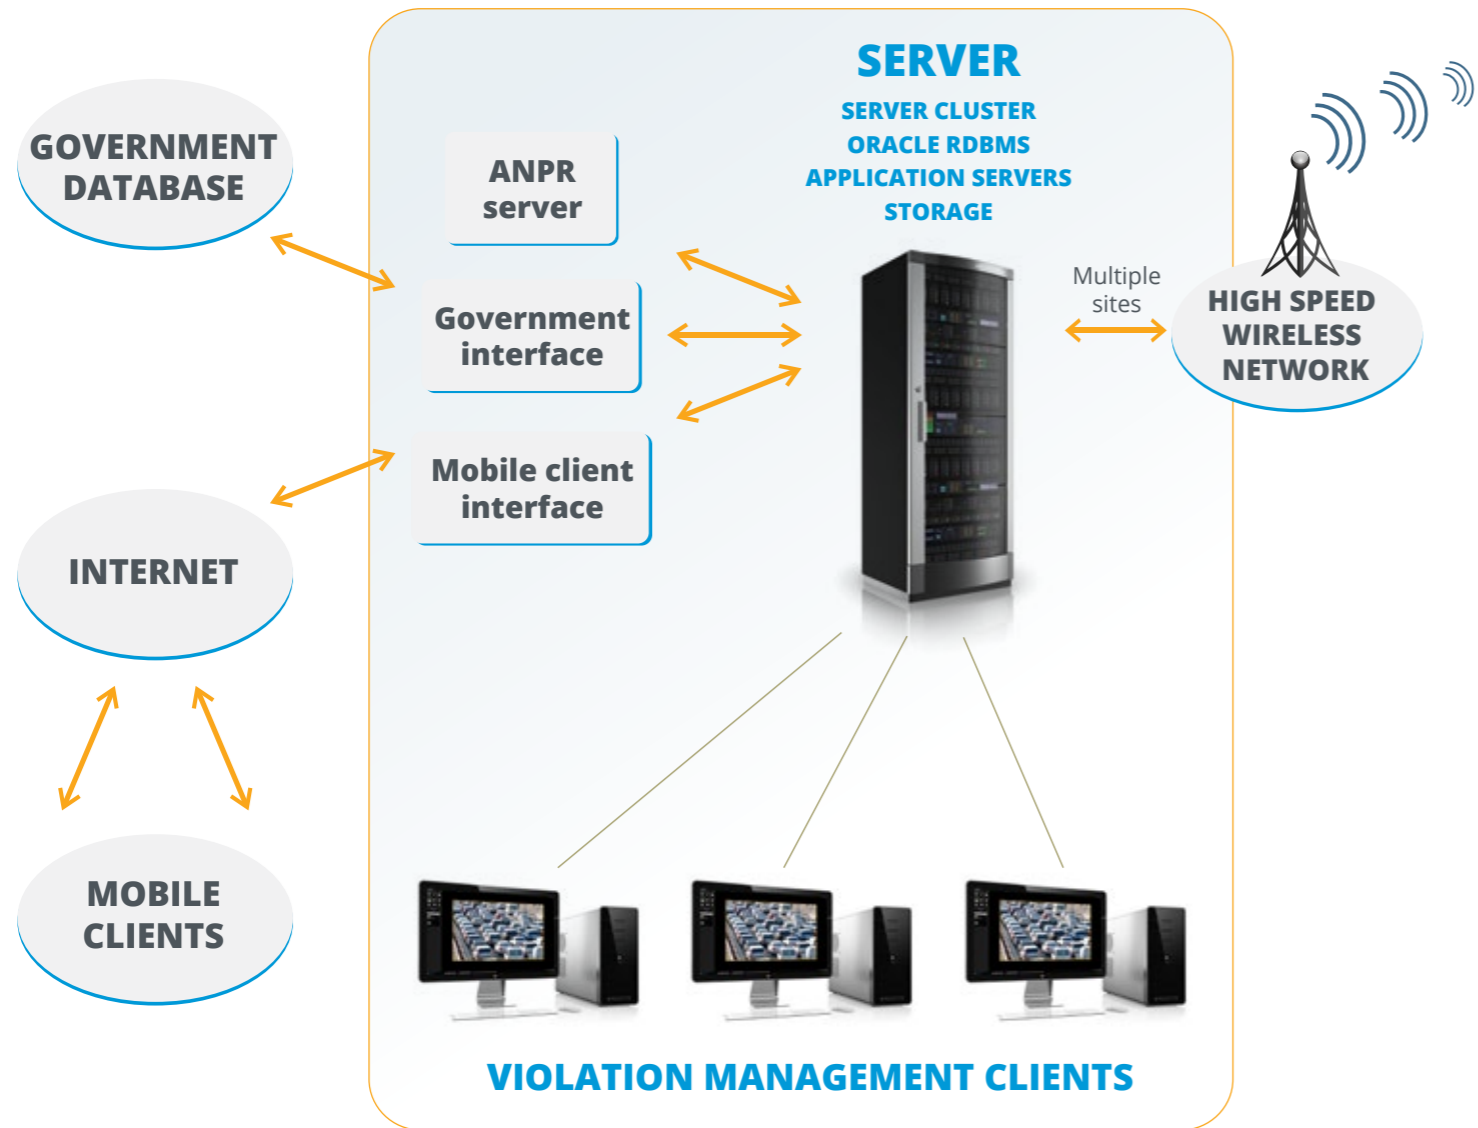 SERVER
SERVER CLUSTER
ORACLE RDBMS
APPLICATION SERVERS
STORAGE
GOVERNMENT
DATABASE
ANPR
server
Government
interface
Mobile client
interface
Multiple
sites
HIGH SPEED
WIRELESS
NETWORK
INTERNET
MOBILE
CLIENTS
VIOLATION MANAGEMENT CLIENTS